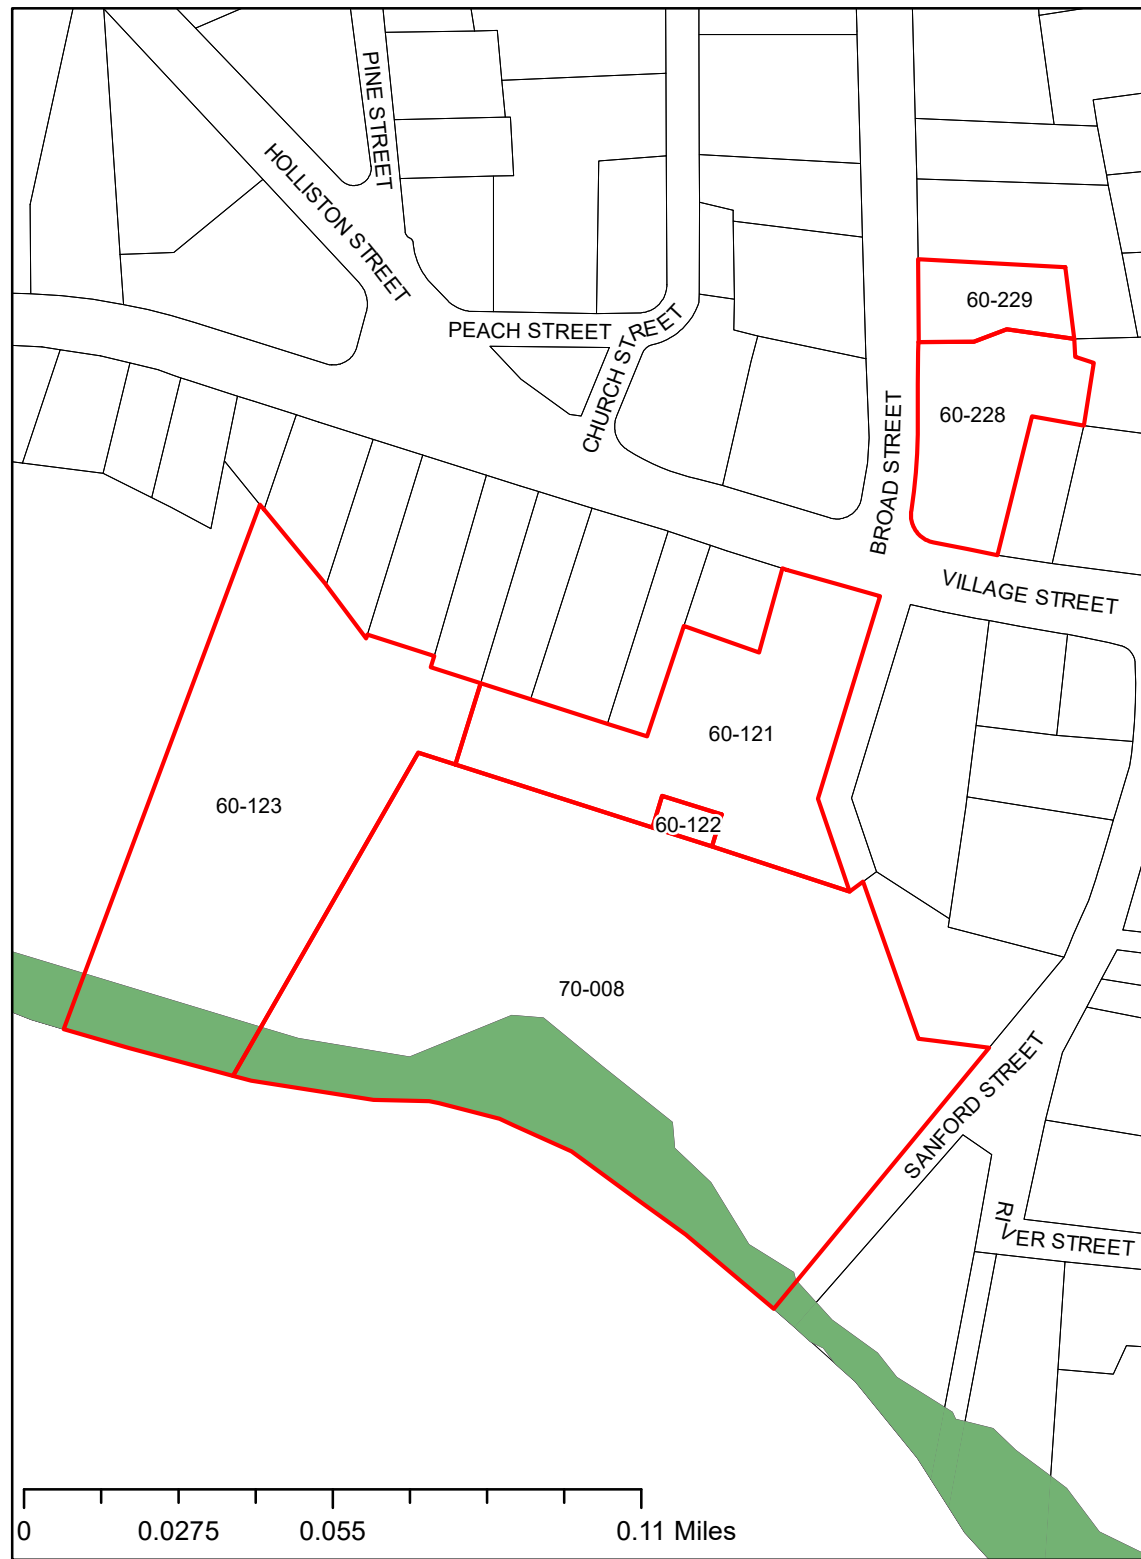 PINE STREET
HOLLISTON STREET
PEACH STREET
CHURCH STREET
60-229
60-228
BROAD STREET
VILLAGE STREET
60-121
60-123
60-122
70-008
SANFORD STREET
RIVER STREET
0 0.0275 0.055 0.11 Miles